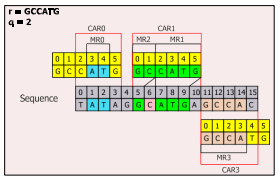 r = GCCATG
q = 2
CAR0 CAR1
MR0 MR2 MR1
0 1 2 3 4 5 0 1 2 3 4 5
G C C A T G G C C A T G
0 1 2 3 4 5 6 7 8 9 10 11 12 13 14 15
Sequence T A T A G G C A T G A G C C A C
0 1 2 3 4 5
G C C A T G
MR3
CAR3